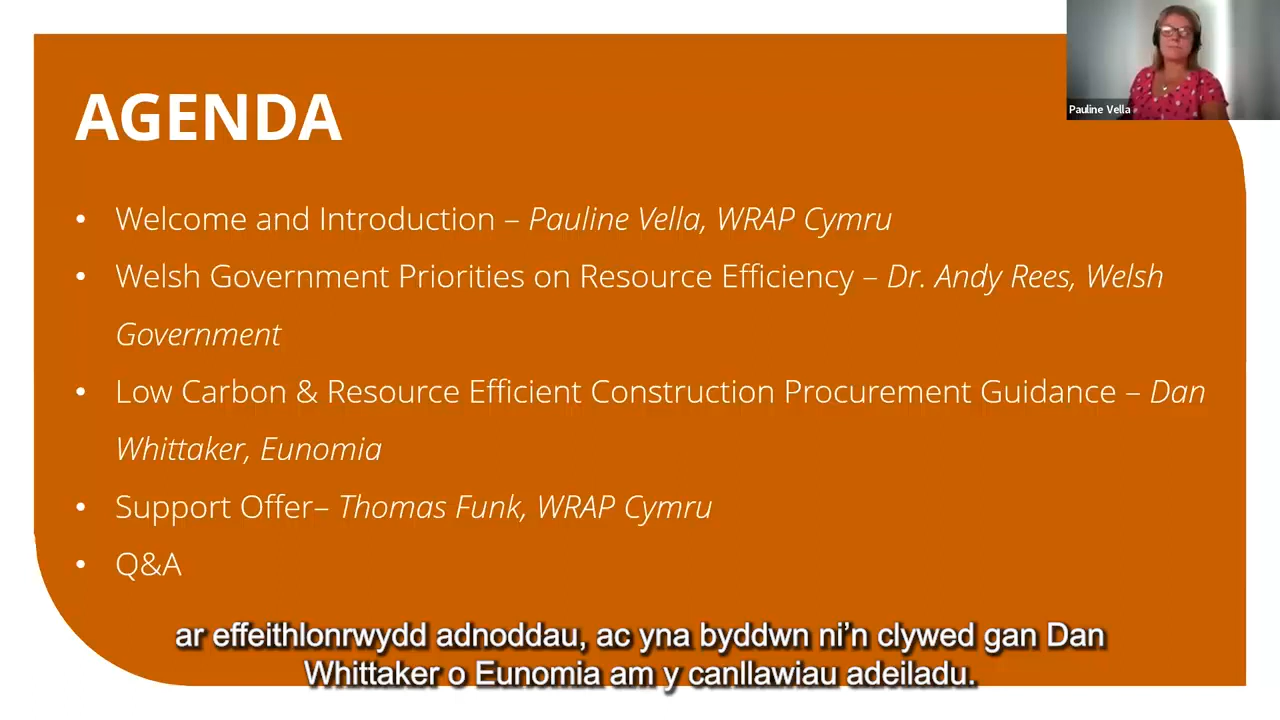 AGENDA
Pauline Vella
• Welcome and Introduction – Pauline Vella, WRAP Cymru
• Welsh Government Priorities on Resource Efficiency – Dr. Andy Rees, Welsh
Government
• Low Carbon & Resource Efficient Construction Procurement Guidance – Dan
Whittaker, Eunomia
• Support Offer– Thomas Funk, WRAP Cymru
• Q&A
ar effeithlonrwydd adnoddau, ac yna byddwn ni’n clywed gan Dan
Whittaker o Eunomia am y canllawiau adeiladu.